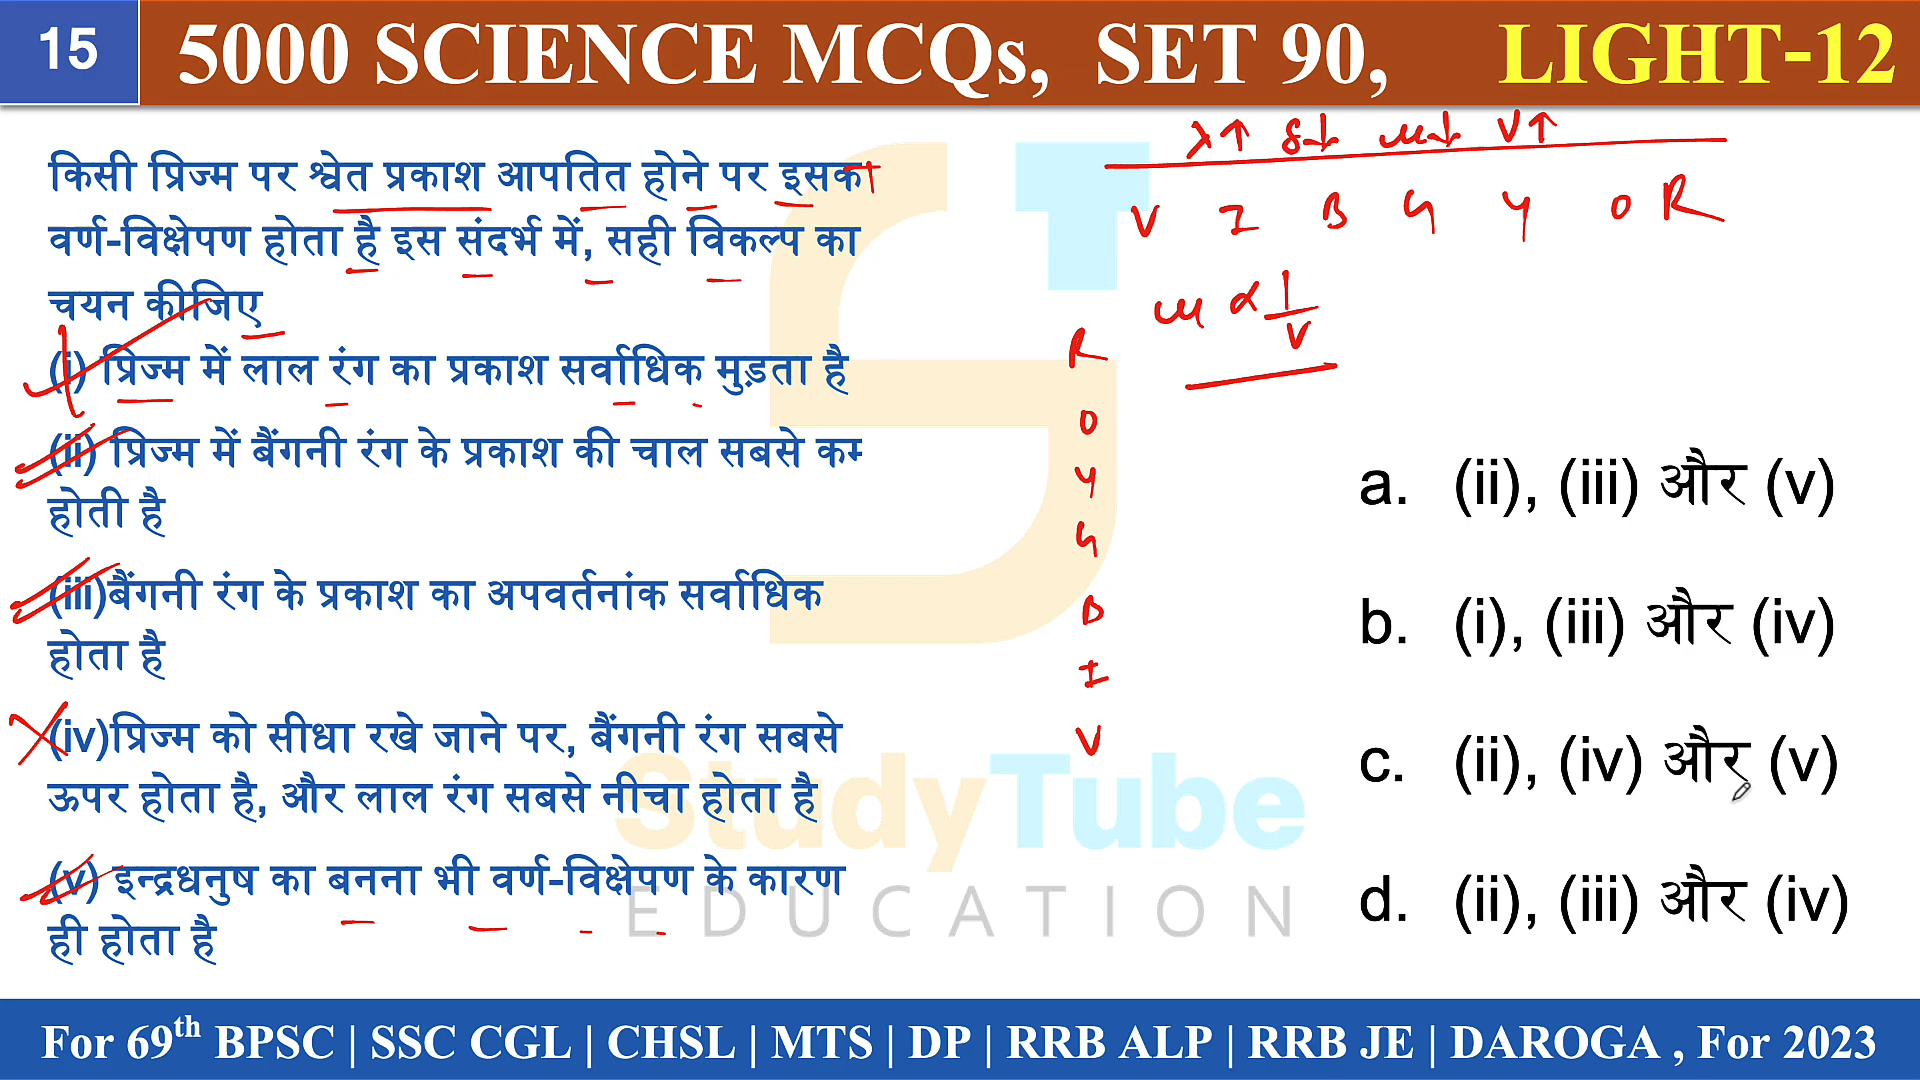 15
5000 SCIENCE MCQs, SET 90, LIGHT-12
किसी प्रिज्म पर श्वेत प्रकाश आपतित होने पर इसका
वर्ण-विक्षेपण होता है इस संदर्भ में, सही विकल्प का
चयन कीजिए
(i) प्रिज्म में लाल रंग का प्रकाश सर्वाधिक मुड़ता है
(ii) प्रिज्म में बैंगनी रंग के प्रकाश की चाल सबसे कम
होती है
(iii)बैंगनी रंग के प्रकाश का अपवर्तनांक सर्वाधिक
होता है
(iv)प्रिज्म को सीधा रखे जाने पर, बैंगनी रंग सबसे
ऊपर होता है, और लाल रंग सबसे नीचा होता है
(v) इन्द्रधनुष का बनना भी वर्ण-विक्षेपण के कारण
ही होता है
λ↑ δ↓ μ↓ V↑
V I B G Y O R
μ ∝ 1/V
R
O
Y
G
B
I
V
a. (ii), (iii) और (v)
b. (i), (iii) और (iv)
c. (ii), (iv) और (v)
d. (ii), (iii) और (iv)
StudyTube
EDUCATION
For 69th BPSC | SSC CGL | CHSL | MTS | DP | RRB ALP | RRB JE | DAROGA , For 2023